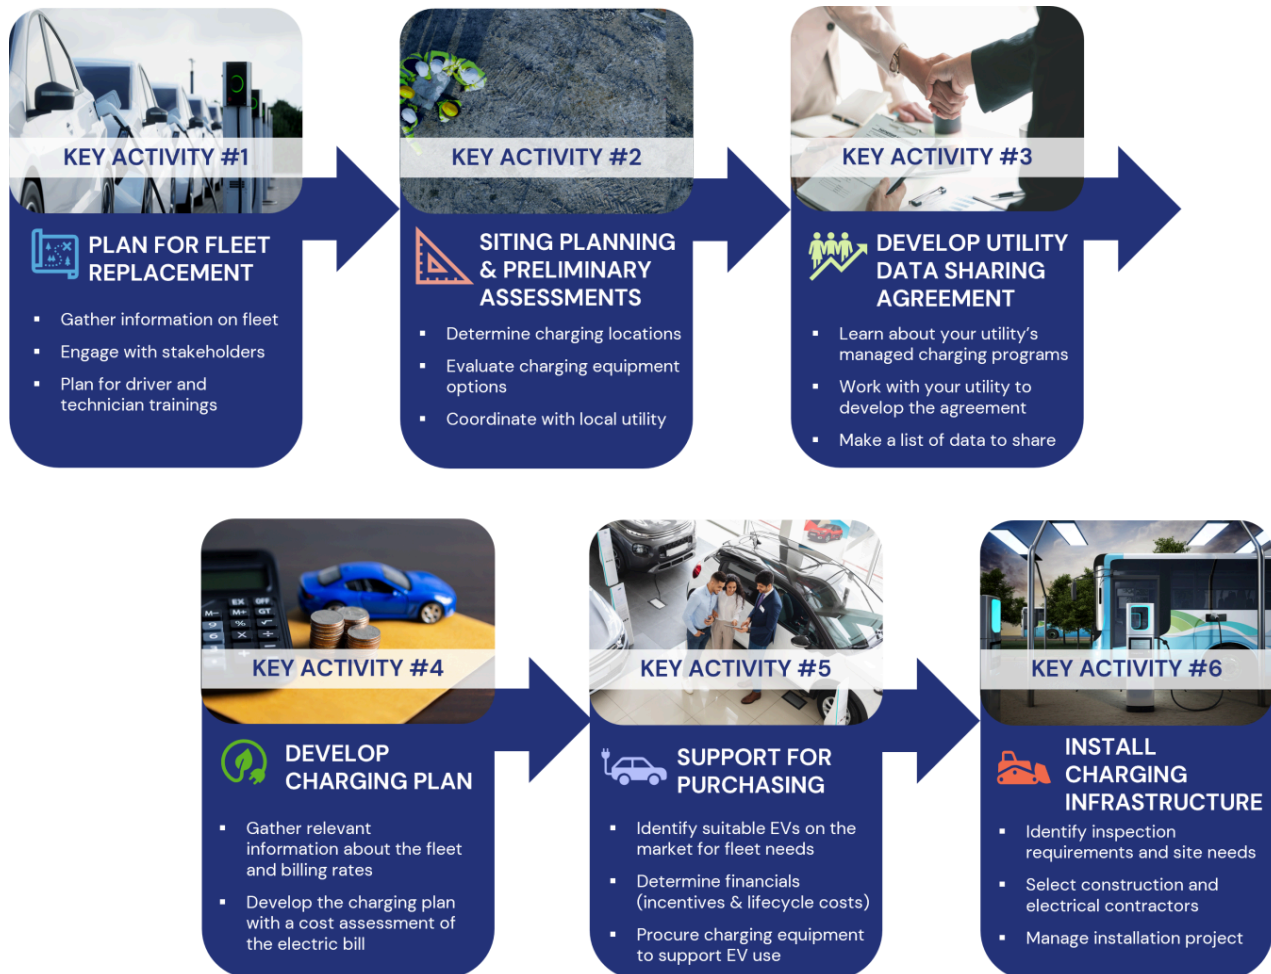 KEY ACTIVITY #1
PLAN FOR FLEET
REPLACEMENT
▪ Gather information on fleet
▪ Engage with stakeholders
▪ Plan for driver and
technician trainings
KEY ACTIVITY #2
SITING PLANNING
& PRELIMINARY
ASSESSMENTS
▪ Determine charging locations
▪ Evaluate charging equipment
options
▪ Coordinate with local utility
KEY ACTIVITY #3
DEVELOP UTILITY
DATA SHARING
AGREEMENT
▪ Learn about your utility's
managed charging programs
▪ Work with your utility to
develop the agreement
▪ Make a list of data to share
KEY ACTIVITY #4
DEVELOP
CHARGING PLAN
▪ Gather relevant
information about the fleet
and billing rates
▪ Develop the charging plan
with a cost assessment of
the electric bill
KEY ACTIVITY #5
SUPPORT FOR
PURCHASING
▪ Identify suitable EVs on the
market for fleet needs
▪ Determine financials
(incentives & lifecycle costs)
▪ Procure charging equipment
to support EV use
KEY ACTIVITY #6
INSTALL
CHARGING
INFRASTRUCTURE
▪ Identify inspection
requirements and site needs
▪ Select construction and
electrical contractors
▪ Manage installation project